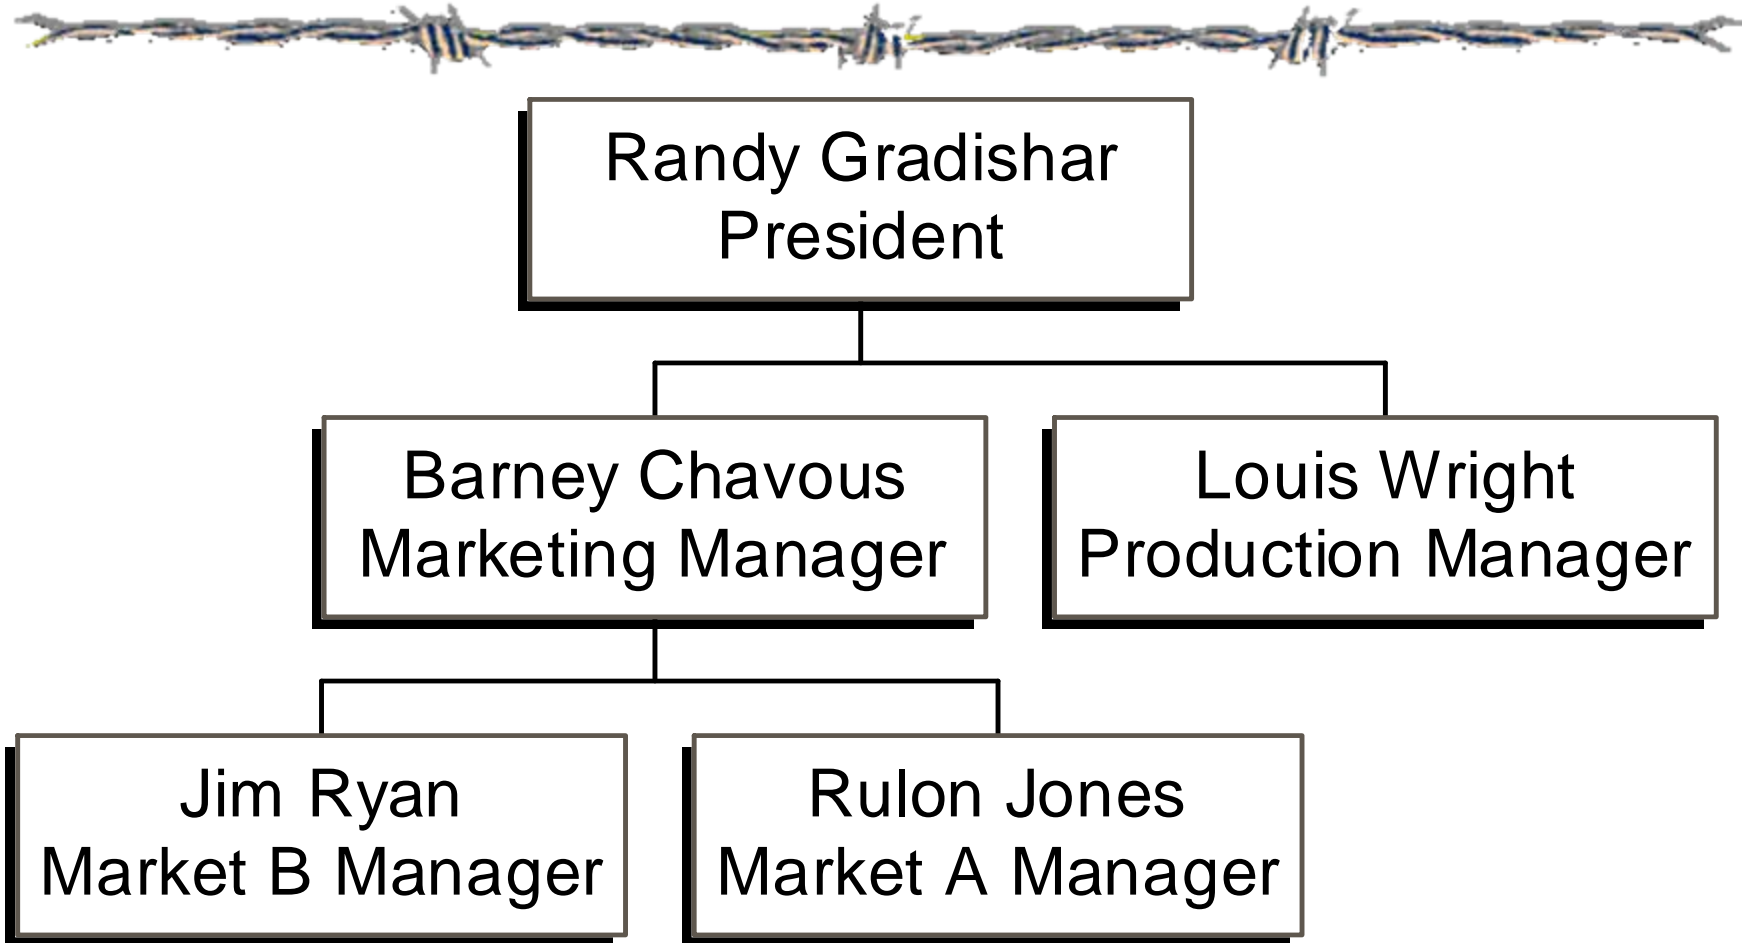 Randy Gradishar
President
Barney Chavous
Marketing Manager
Louis Wright
Production Manager
Jim Ryan
Market B Manager
Rulon Jones
Market A Manager